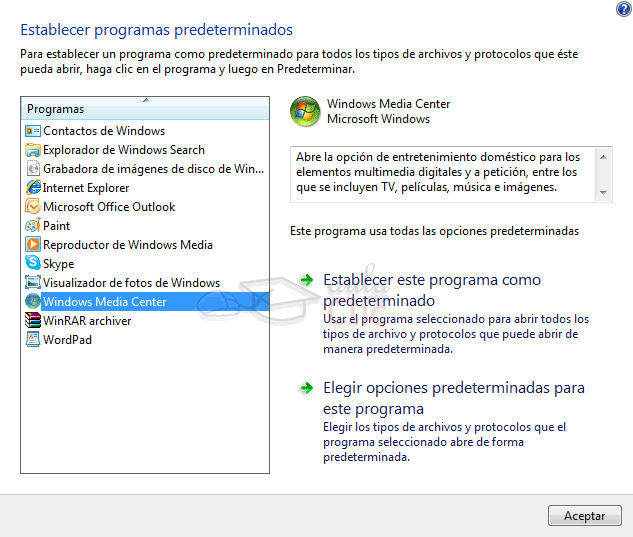 Establecer programas predeterminados
Para establecer un programa como predeterminado para todos los tipos de archivos y protocolos que éste
pueda abrir, haga clic en el programa y luego en Predeterminar.
Programas
Contactos de Windows
Explorador de Windows Search
Grabadora de imágenes de disco de Win...
Internet Explorer
Microsoft Office Outlook
Paint
Reproductor de Windows Media
Skype
Visualizador de fotos de Windows
Windows Media Center
WinRAR archiver
WordPad
Windows Media Center
Microsoft Windows
Abre la opción de entretenimiento doméstico para los
elementos multimedia digitales y a petición, entre los
que se incluyen TV, películas, música e imágenes.
Este programa usa todas las opciones predeterminadas
Establecer este programa como
predeterminado
Usar el programa seleccionado para abrir todos los
tipos de archivo y protocolos que puede abrir de
manera predeterminada.
Elegir opciones predeterminadas para
este programa
Elegir los tipos de archivos y protocolos que el
programa seleccionado abre de forma
predeterminada.
Aceptar